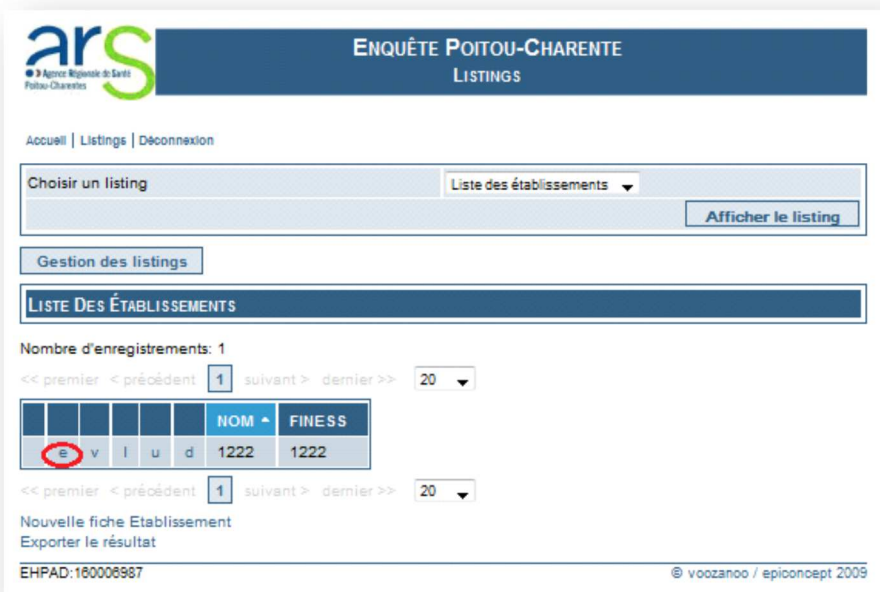 ars
Agence Régionale de Santé
Poitou-Charentes
ENQUÊTE POITOU-CHARENTE
LISTINGS
Accueil | Listings | Déconnexion
Choisir un listing Liste des établissements
Afficher le listing
Gestion des listings
LISTE DES ÉTABLISSEMENTS
Nombre d'enregistrements: 1
<< premier < précédent 1 suivant > dernier >> 20
NOM FINESS
e v l u d 1222 1222
<< premier < précédent 1 suivant > dernier >> 20
Nouvelle fiche Etablissement
Exporter le résultat
EHPAD:160006987 © voozanoo / epiconcept 2009